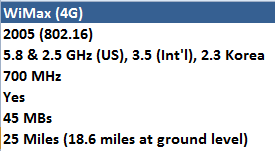 WiMax (4G)
2005 (802.16)
5.8 & 2.5 GHz (US), 3.5 (Int'l), 2.3 Korea
700 MHz
Yes
45 MBs
25 Miles (18.6 miles at ground level)